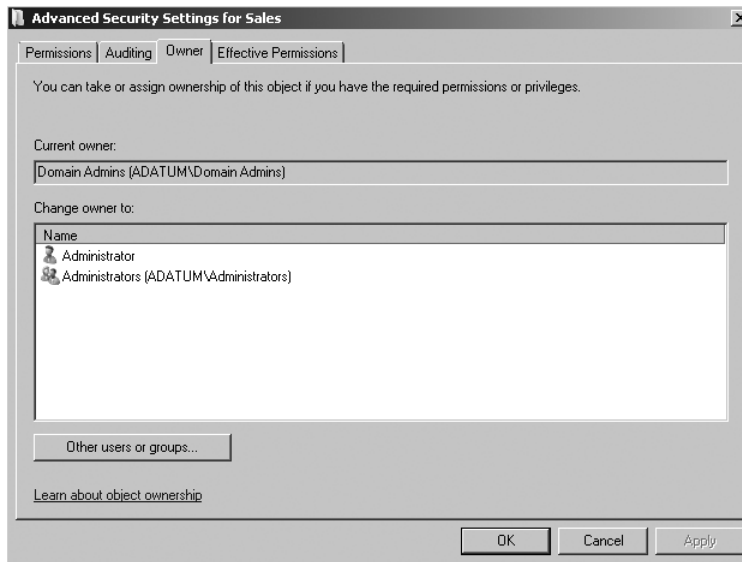 Advanced Security Settings for Sales
Permissions Auditing Owner Effective Permissions
You can take or assign ownership of this object if you have the required permissions or privileges.
Current owner:
Domain Admins (ADATUM\Domain Admins)
Change owner to:
Name
Administrator
Administrators (ADATUM\Administrators)
Other users or groups...
Learn about object ownership
OK Cancel Apply